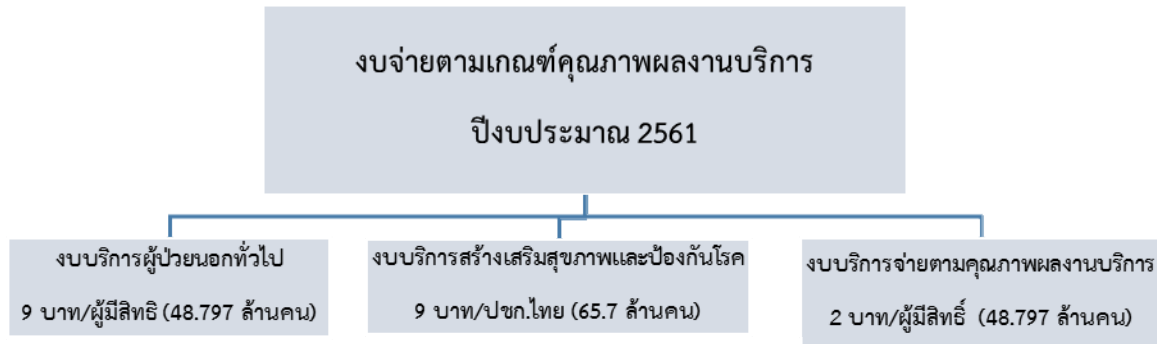 งบจ่ายตามเกณฑ์คุณภาพผลงานบริการ
ปีงบประมาณ 2561
งบบริการผู้ป่วยนอกทั่วไป
9 บาท/ผู้มีสิทธิ (48.797 ล้านคน)
งบบริการสร้างเสริมสุขภาพและป้องกันโรค
9 บาท/ปชก.ไทย (65.7 ล้านคน)
งบบริการจ่ายตามคุณภาพผลงานบริการ
2 บาท/ผู้มีสิทธิ์ (48.797 ล้านคน)